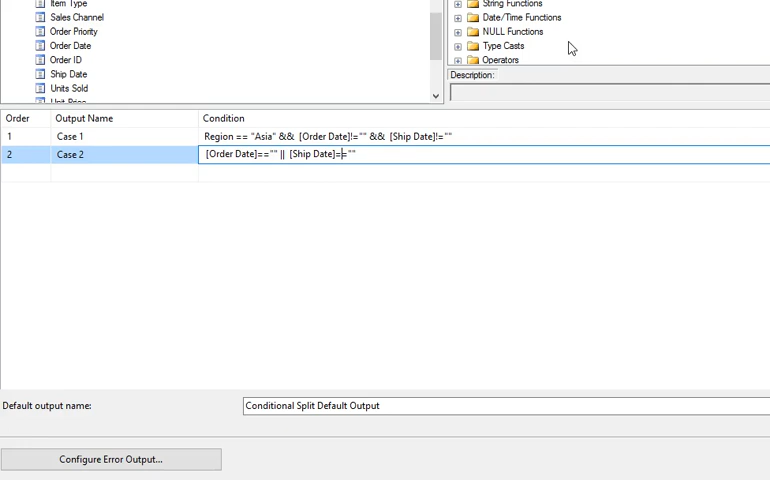 Item Type
Sales Channel
Order Priority
Order Date
Order ID
Ship Date
Units Sold
Unit Price
String Functions
Date/Time Functions
NULL Functions
Type Casts
Operators
Description:
Order Output Name Condition
1 Case 1 Region == "Asia" && [Order Date]!="" && [Ship Date]!=""
2 Case 2 [Order Date]=="" || [Ship Date]==""
Default output name: Conditional Split Default Output
Configure Error Output...